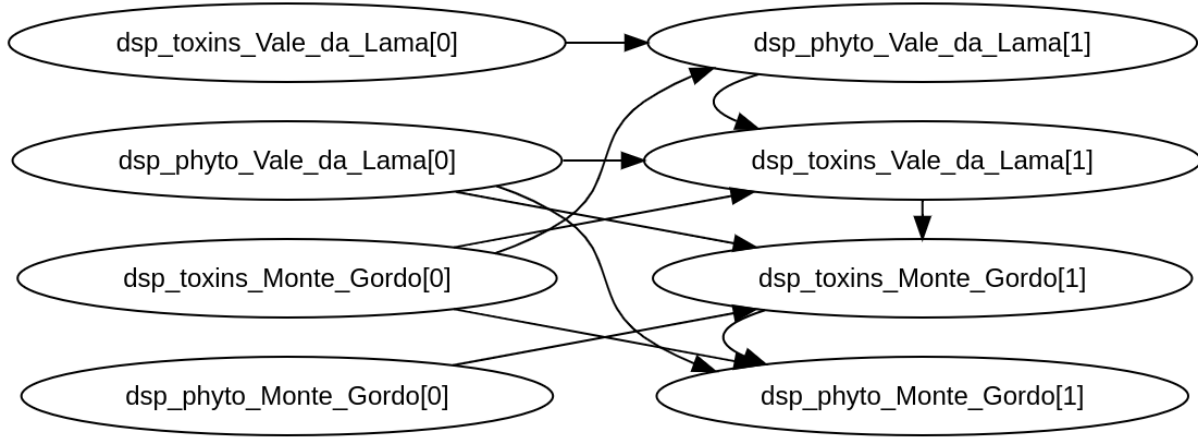 dsp_toxins_Vale_da_Lama[0]
dsp_phyto_Vale_da_Lama[1]
dsp_phyto_Vale_da_Lama[0]
dsp_toxins_Vale_da_Lama[1]
dsp_toxins_Monte_Gordo[0]
dsp_toxins_Monte_Gordo[1]
dsp_phyto_Monte_Gordo[0]
dsp_phyto_Monte_Gordo[1]